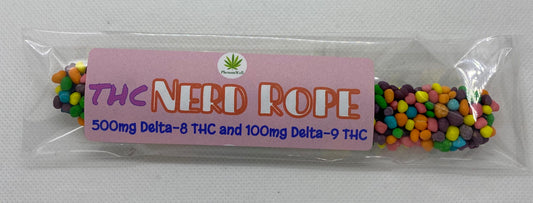 THC NERD ROPE
500mg Delta-8 THC and 100mg Delta-9 THC